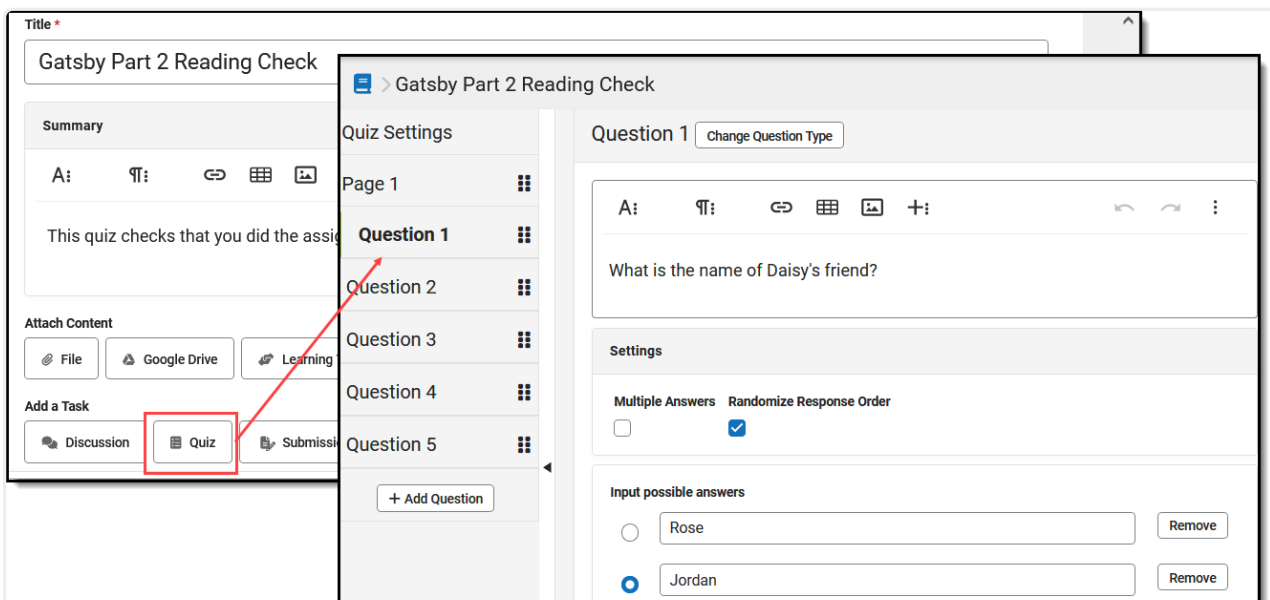 Title *
Gatsby Part 2 Reading Check
Summary
A
This quiz checks that you did the
Attach Content
File
Google Drive
Learning
Add a Task
Discussion
Quiz
Gatsby Part 2 Reading Check
Quiz Settings
Page 1
Question 1
Question 2
Question 3
Question 4
Question 5
+ Add Question
Question 1
Change Question Type
A
What is the name of Daisy's friend?
Settings
Multiple Answers
Randomize Response Order
Input possible answers
Rose
Remove
Jordan
Remove